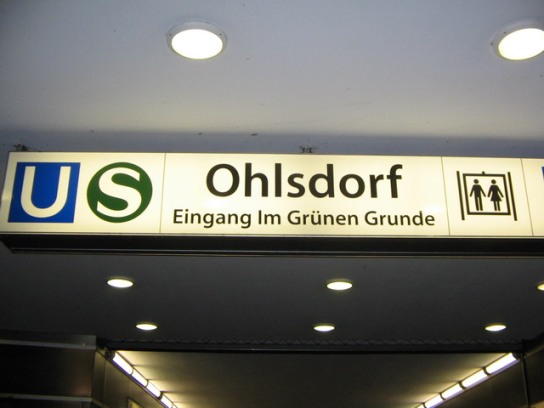 U S Ohlsdorf
Eingang Im Grünen Grunde